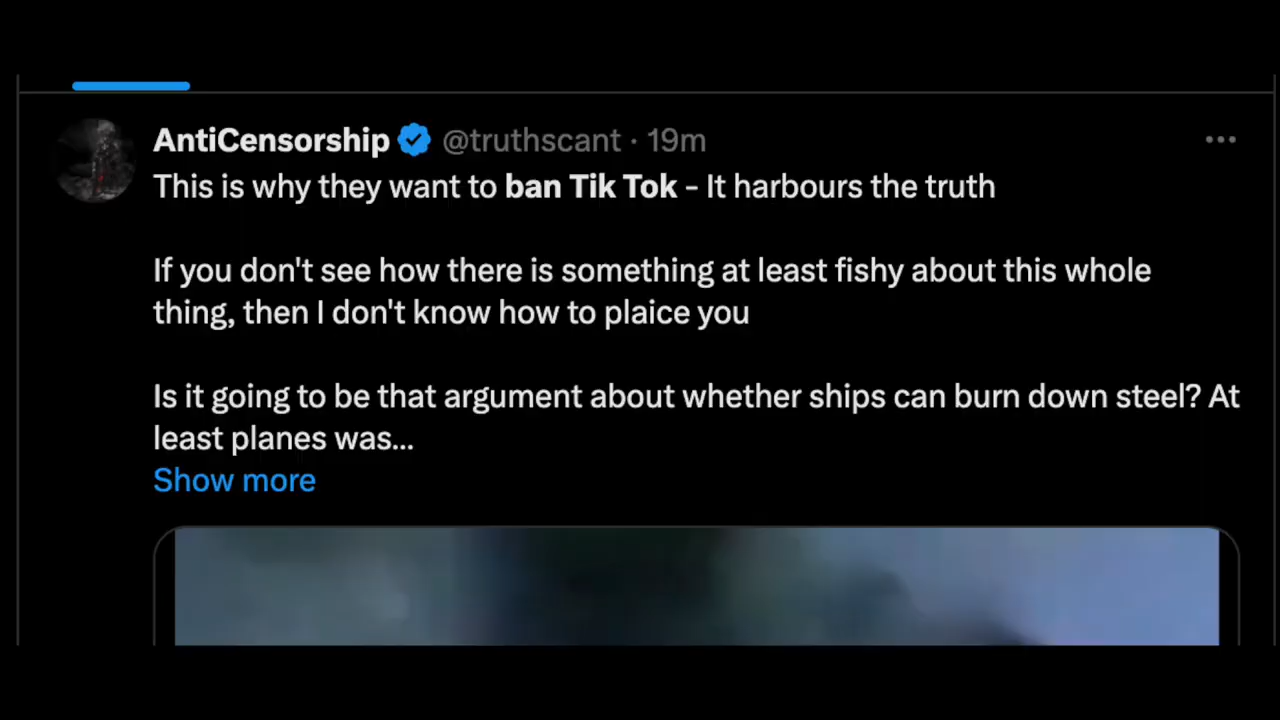 AntiCensorship @truthscant · 19m
This is why they want to ban Tik Tok - It harbours the truth
If you don't see how there is something at least fishy about this whole
thing, then I don't know how to plaice you
Is it going to be that argument about whether ships can burn down steel? At
least planes was...
Show more